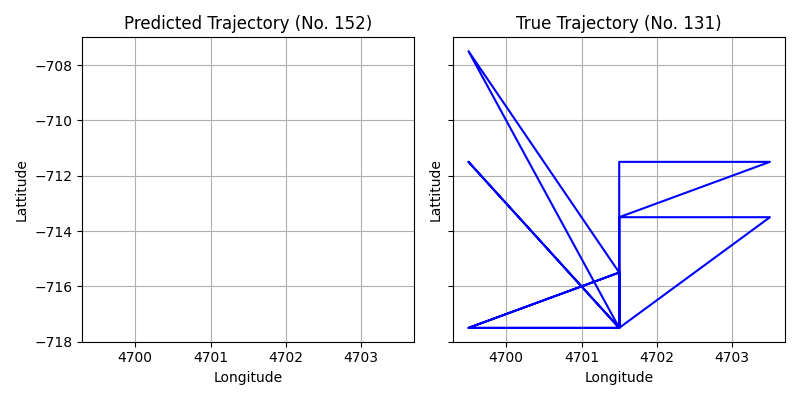 Predicted Trajectory (No. 152)
True Trajectory (No. 131)
−708
−710
−712
−714
−716
−718
Lattitude
Lattitude
4700
4701
4702
4703
4700
4701
4702
4703
Longitude
Longitude